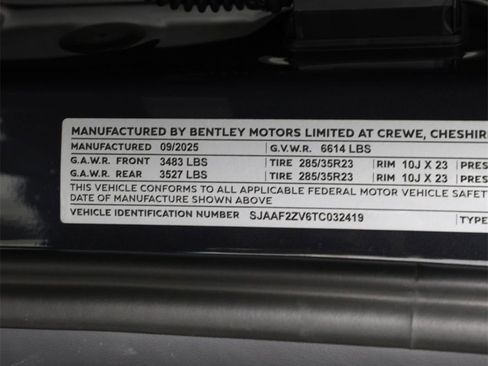 MANUFACTURED BY BENTLEY MOTORS LIMITED AT CREWE, CHESHIRE
MANUFACTURED 09/2025 G.V.W.R. 6614 LBS
G.A.W.R. FRONT 3483 LBS TIRE 285/35R23 RIM 10J X 23 PRES
G.A.W.R. REAR 3527 LBS TIRE 285/35R23 RIM 10J X 23 PRES
THIS VEHICLE CONFORMS TO ALL APPLICABLE FEDERAL MOTOR VEHICLE SAFETY
DATE OF MANUFACTURE SHOWN ABOVE
VEHICLE IDENTIFICATION NUMBER SJAAF2ZV6TC032419 TYPE